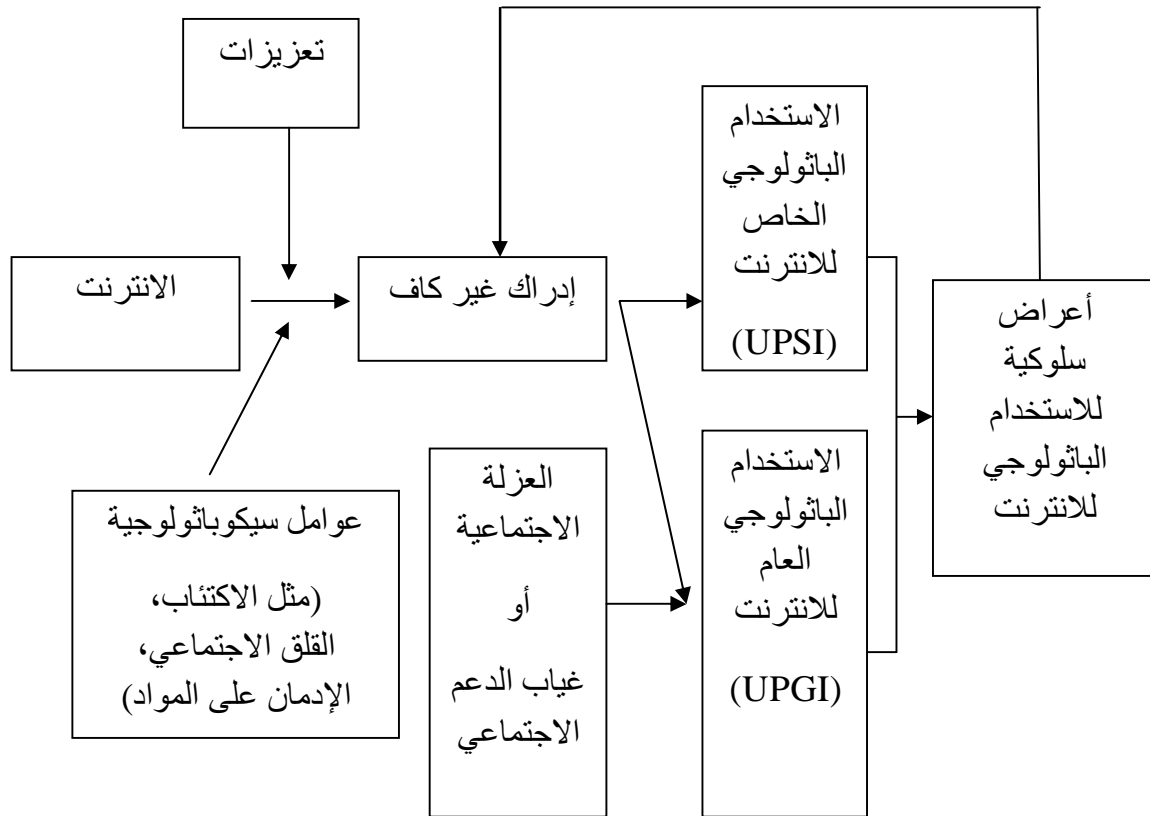 تعزيزات
الاستخدام
الباثولوجي
الخاص
للانترنت
(UPSI)
الانترنت
إدراك غير كاف
أعراض
سلوكية
للاستخدام
الباثولوجي
للانترنت
عوامل سيكوباثولوجية
(مثل الاكتئاب،
القلق الاجتماعي،
الإدمان على المواد)
العزلة
الاجتماعية
أو
غياب الدعم
الاجتماعي
الاستخدام
الباثولوجي
العام
للانترنت
(UPGI)